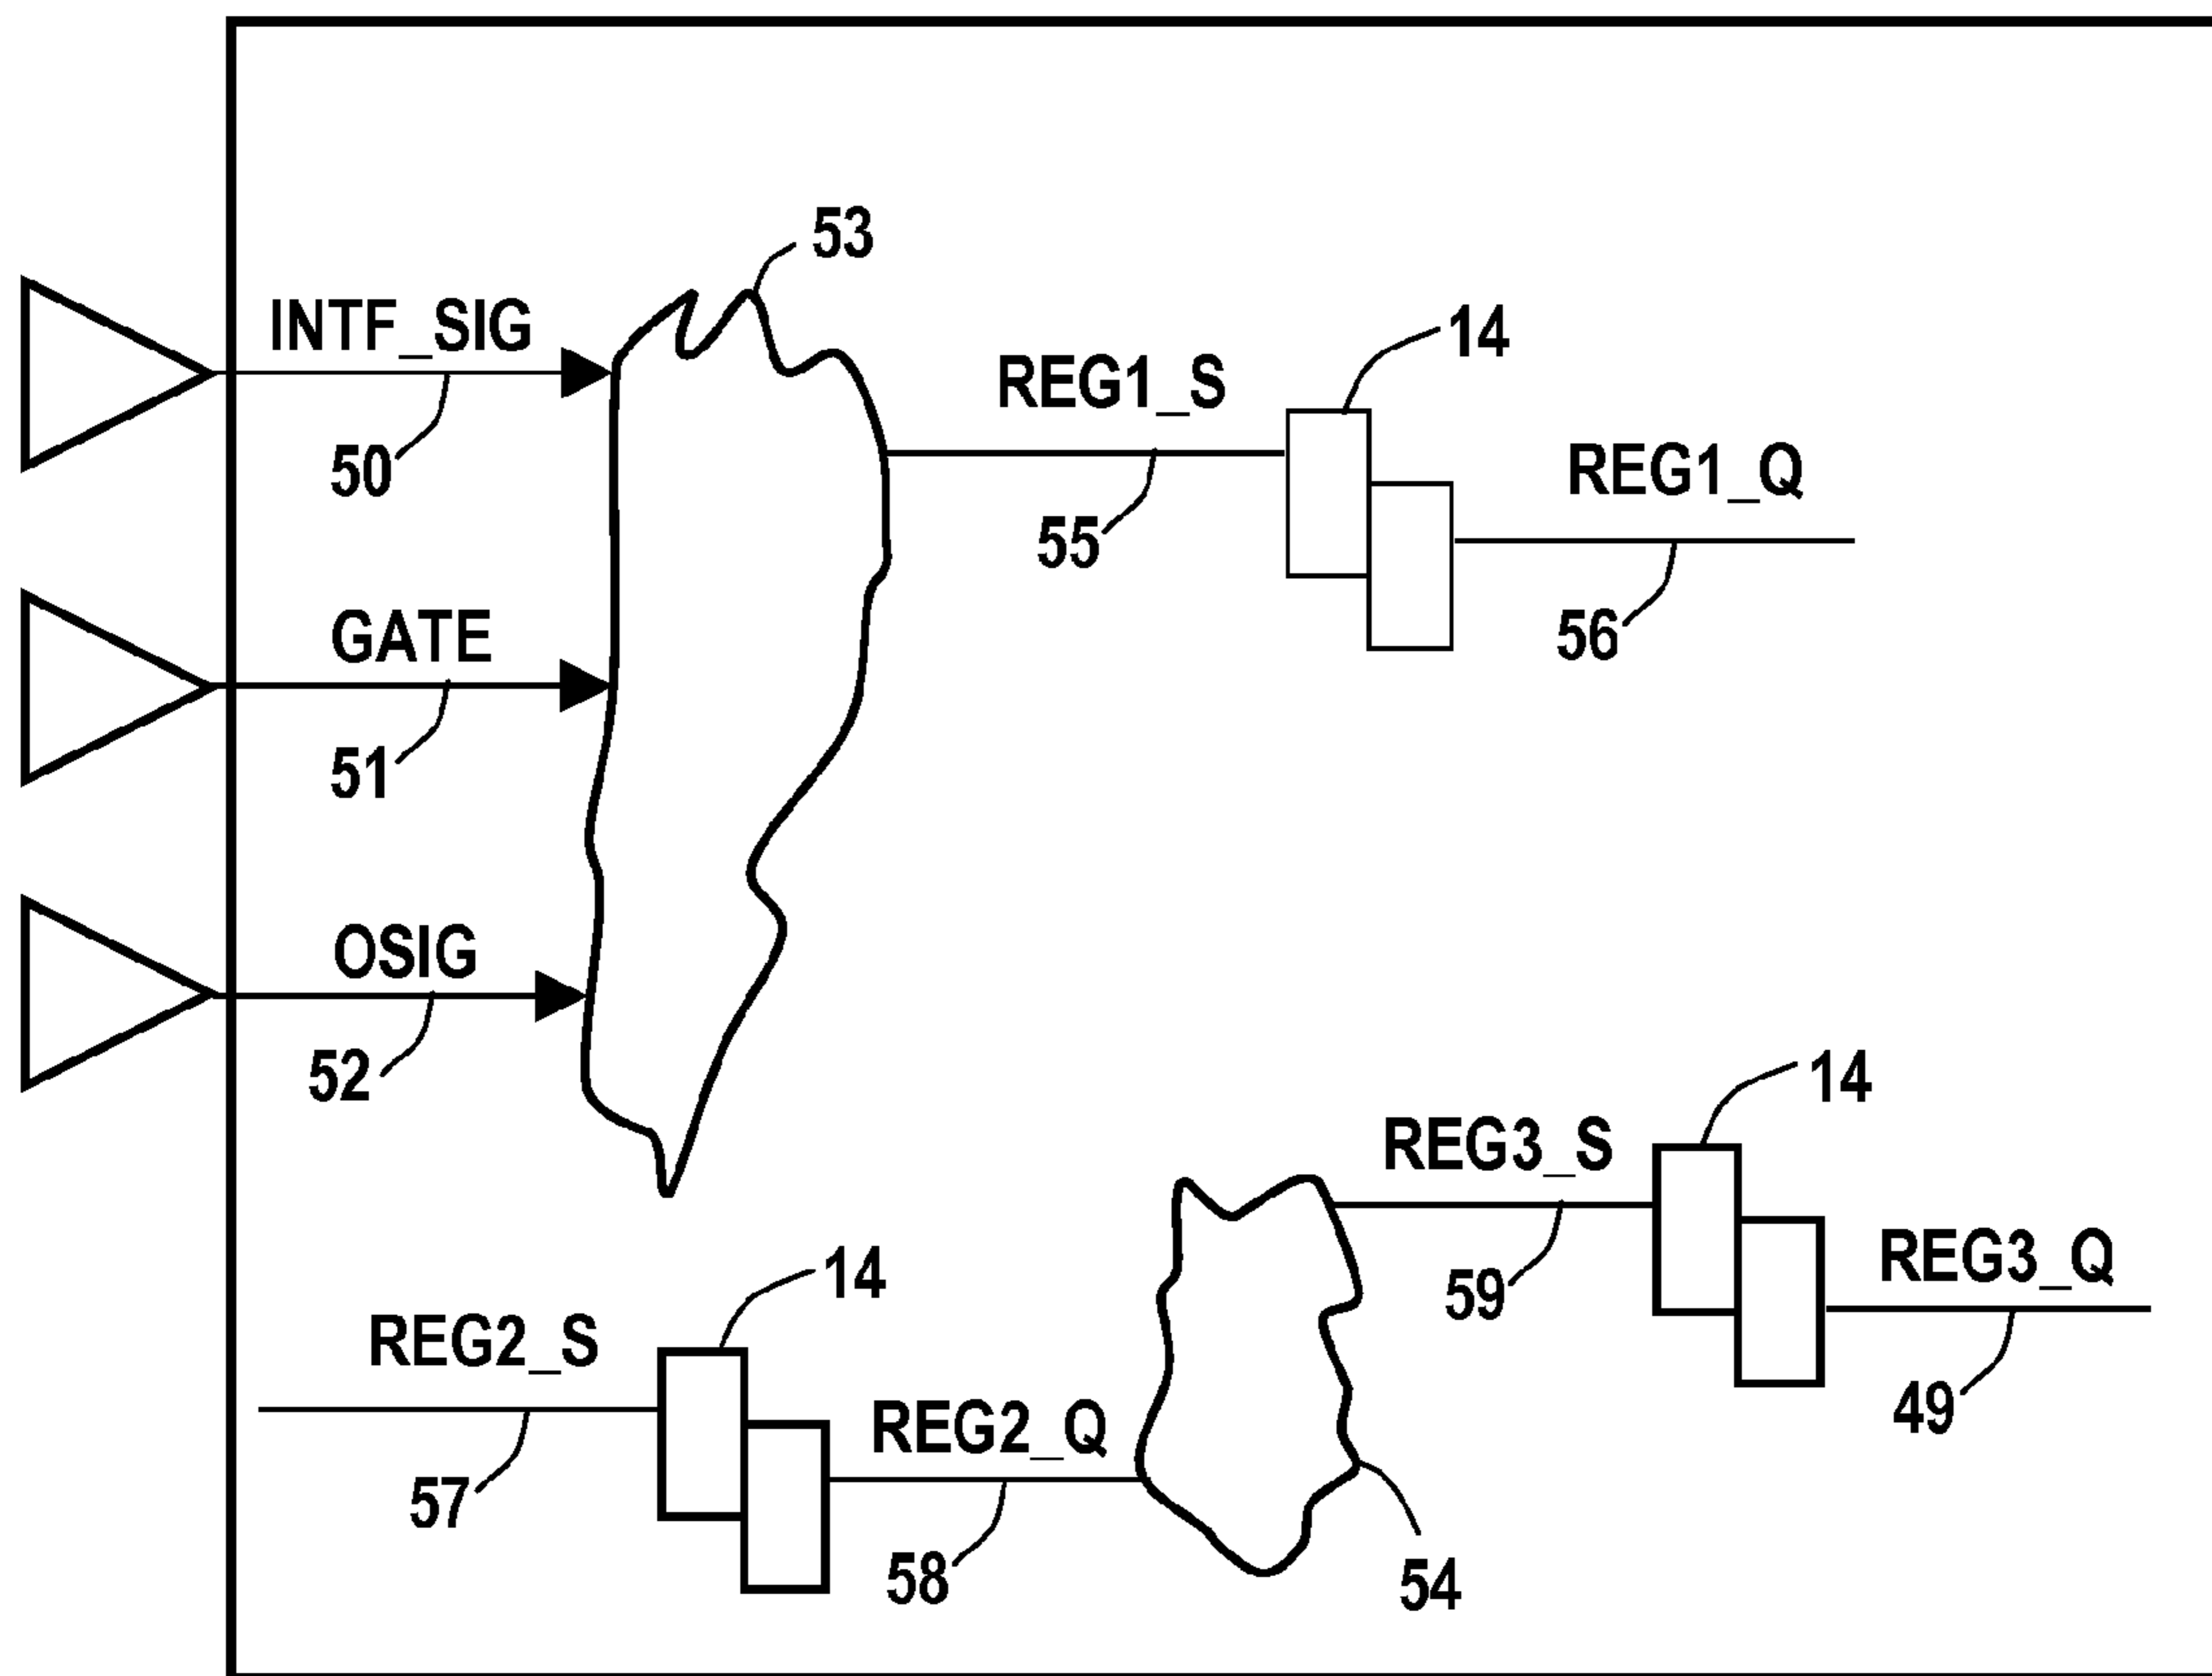 53
INTF_SIG
14
REG1_S
50
REG1_Q
55
GATE
56
51
OSIG
52
14
REG3_S
14
59
REG3_Q
REG2_S
49
REG2_Q
57
58
54